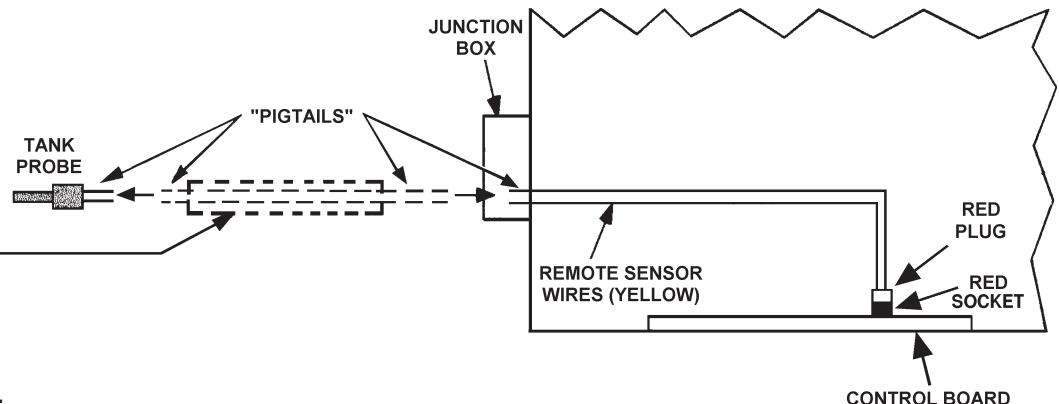 JUNCTION
BOX
"PIGTAILS"
TANK
PROBE
RED
PLUG
REMOTE SENSOR
WIRES (YELLOW)
RED
SOCKET
CONTROL BOARD